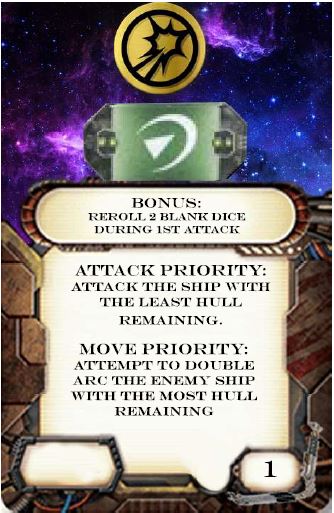 BONUS:
REROLL 2 BLANK DICE
DURING 1ST ATTACK
ATTACK PRIORITY:
ATTACK THE SHIP WITH
THE LEAST HULL
REMAINING.
MOVE PRIORITY:
ATTEMPT TO DOUBLE
ARC THE ENEMY SHIP
WITH THE MOST HULL
REMAINING
1